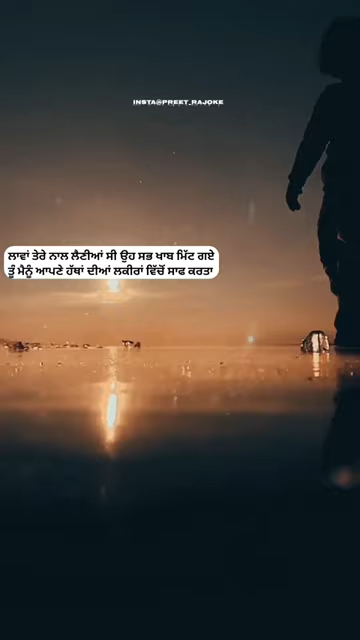 INSTA@PREET_RAJOKE
ਲਾਵਾਂ ਤੇਰੇ ਨਾਲ ਲੈਣੀਆਂ ਸੀ ਉਹ ਸਭ ਖਾਬ ਮਿੱਟ ਗਏ
ਤੂੰ ਮੈਨੂੰ ਆਪਣੇ ਹੱਥਾਂ ਦੀਆਂ ਲਕੀਰਾਂ ਵਿੱਚੋਂ ਸਾਫ ਕਰਤਾ